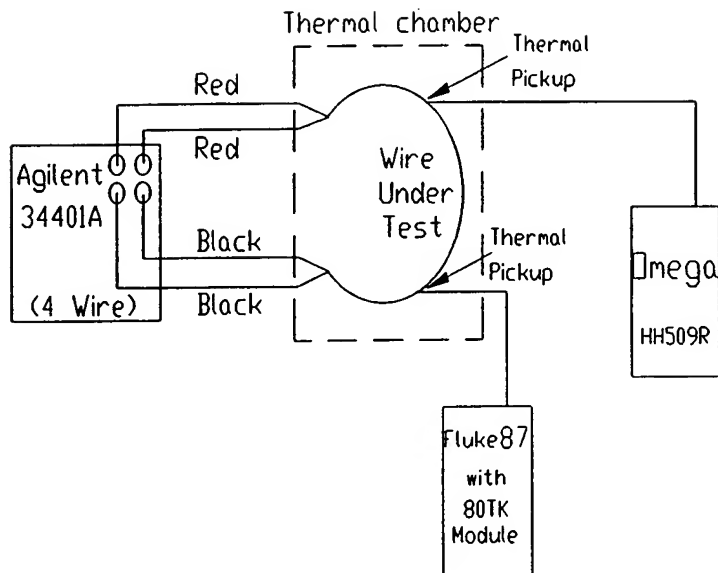 Thermal chamber
Thermal
Pickup
Red
Red
Agilent
34401A
(4 Wire)
Wire
Under
Test
Black
Black
Thermal
Pickup
Omega
HH509R
Fluke87
with
80TK
Module